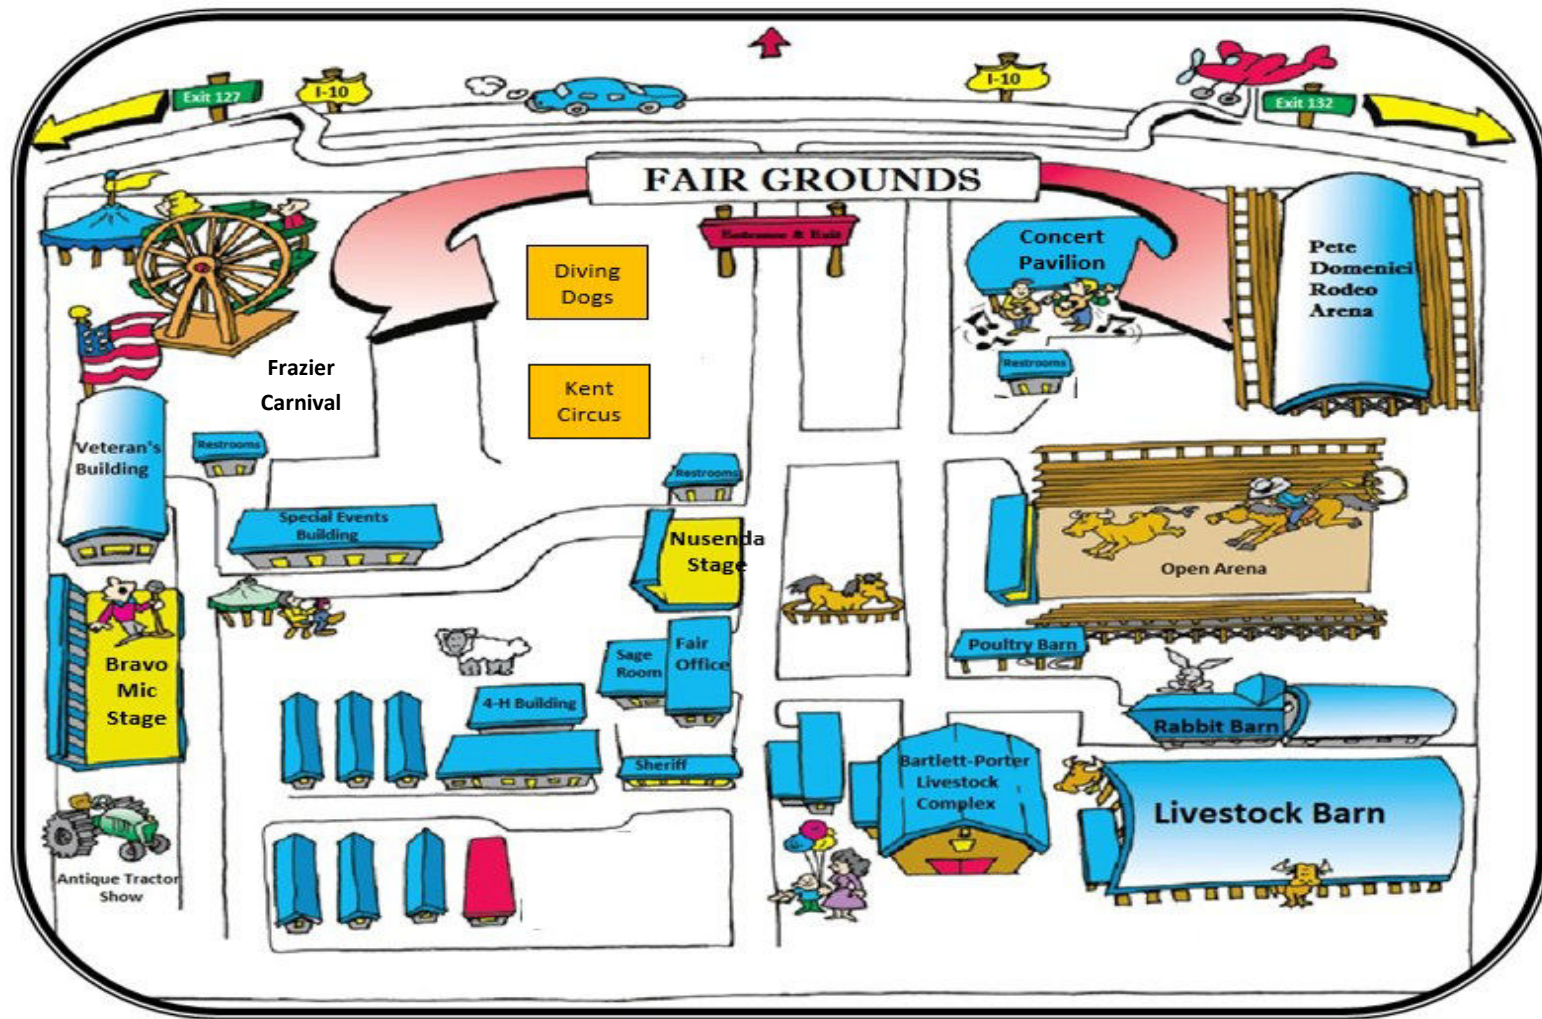 Exit 127
I-10
I-10
Exit 132
FAIR GROUNDS
Entrance & Exit
Diving
Dogs
Concert
Pavilion
Pete
Domenici
Rodeo
Arena
Restrooms
Frazier
Carnival
Kent
Circus
Veteran's
Building
Restrooms
Restrooms
Special Events
Building
Nusenda
Stage
Open Arena
Bravo
Mic
Stage
Sage
Room
Fair
Office
Poultry Barn
4-H Building
Rabbit Barn
Sheriff
Bartlett-Porter
Livestock
Complex
Livestock Barn
Antique Tractor
Show